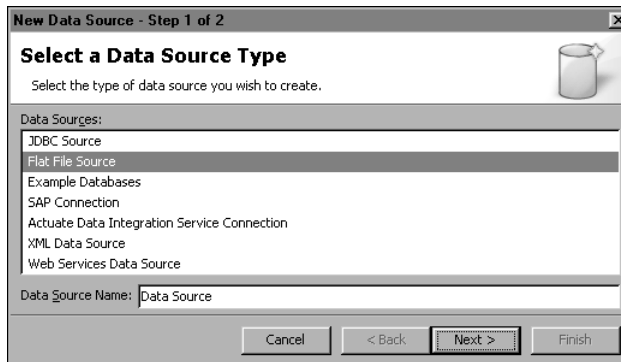 New Data Source - Step 1 of 2
Select a Data Source Type
Select the type of data source you wish to create.
Data Sources:
JDBC Source
Flat File Source
Example Databases
SAP Connection
Actuate Data Integration Service Connection
XML Data Source
Web Services Data Source
Data Source Name: Data Source
Cancel < Back Next > Finish